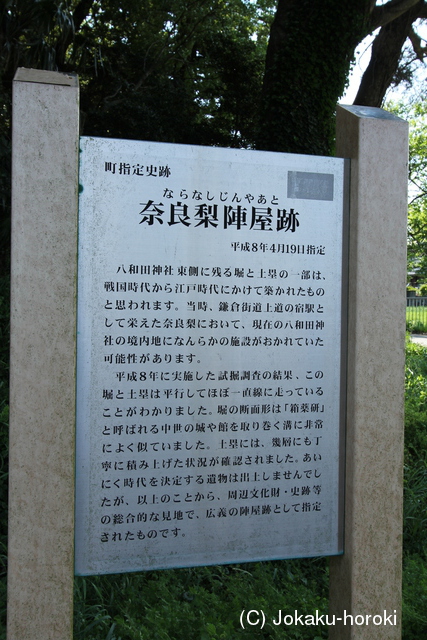 町指定史跡
ならなしじんやあと
奈良梨陣屋跡
平成8年4月19日指定
八和田神社東側に残る堀と土塁の一部は、
戦国時代から江戸時代にかけて築かれたもの
と思われます。当時、鎌倉街道上道の宿駅と
して栄えた奈良梨において、現在の八和田神
社の境内地になんらかの施設がおかれていた
可能性があります。
平成8年に実施した試掘調査の結果、この
堀と土塁は平行してほぼ一直線に走っている
ことがわかりました。堀の断面形は「箱薬研」
と呼ばれる中世の城や館を取り巻く溝に非常
によく似ていました。土塁には、幾層にも丁
寧に積み上げた状況が確認されました。あい
にく時代を決定する遺物は出土しませんでし
たが、以上のことから、周辺文化財・史跡等
の総合的な見地で、広義の陣屋跡として指定
されたものです。
(C) Jokaku-horoki